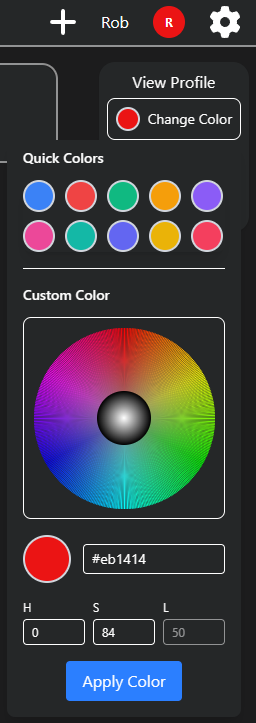 Rob R
View Profile
Change Color
Quick Colors
Custom Color
#eb1414
H S L
0 84 50
Apply Color